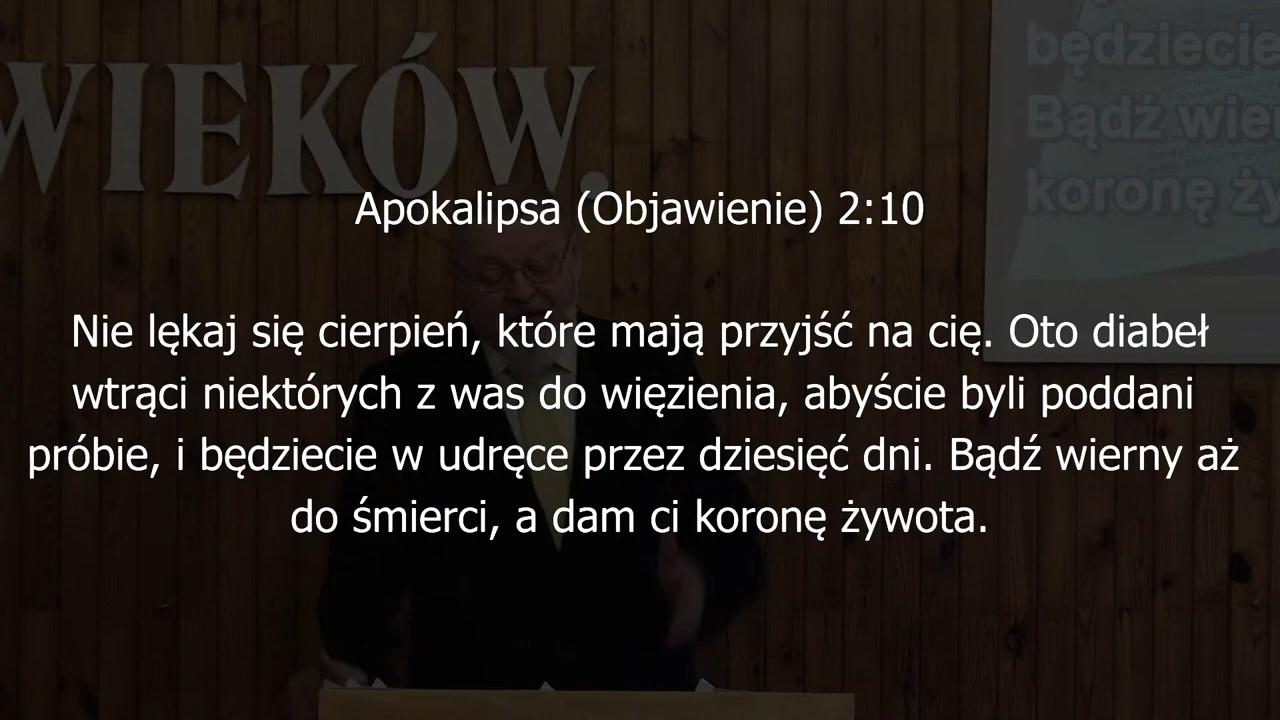 WIEKÓW.
będziecie
Bądź
koronę
Apokalipsa (Objawienie) 2:10
Nie lękaj się cierpień, które mają przyjść na cię. Oto diabeł
wtrąci niektórych z was do więzienia, abyście byli poddani
próbie, i będziecie w udręce przez dziesięć dni. Bądź wierny aż
do śmierci, a dam ci koronę żywota.